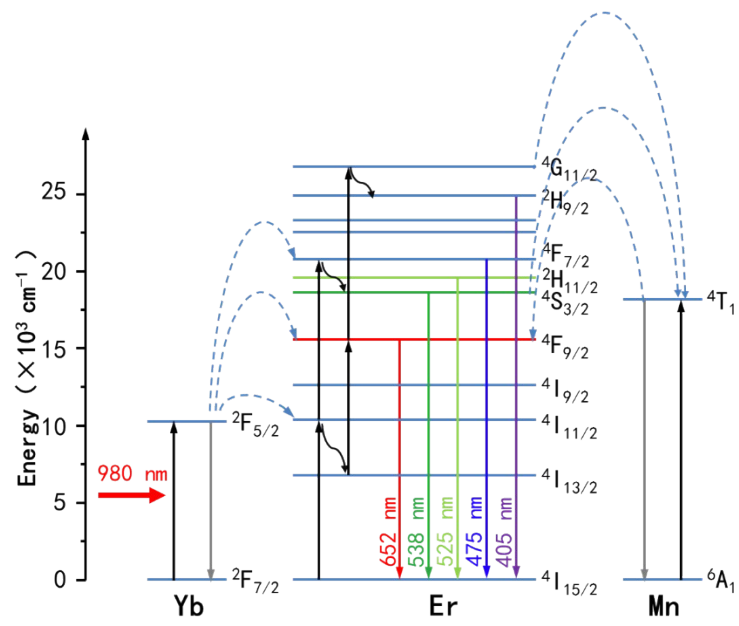 Energy (×10³ cm⁻¹)
25
20
15
10
5
0
980 nm
²F₅/₂
²F₇/₂
Yb
⁴G₁₁/₂
²H₉/₂
⁴F₇/₂
²H₁₁/₂
⁴S₃/₂
⁴F₉/₂
⁴I₉/₂
⁴I₁₁/₂
⁴I₁₃/₂
⁴I₁₅/₂
652 nm
538 nm
525 nm
475 nm
405 nm
Er
⁴T₁
⁶A₁
Mn